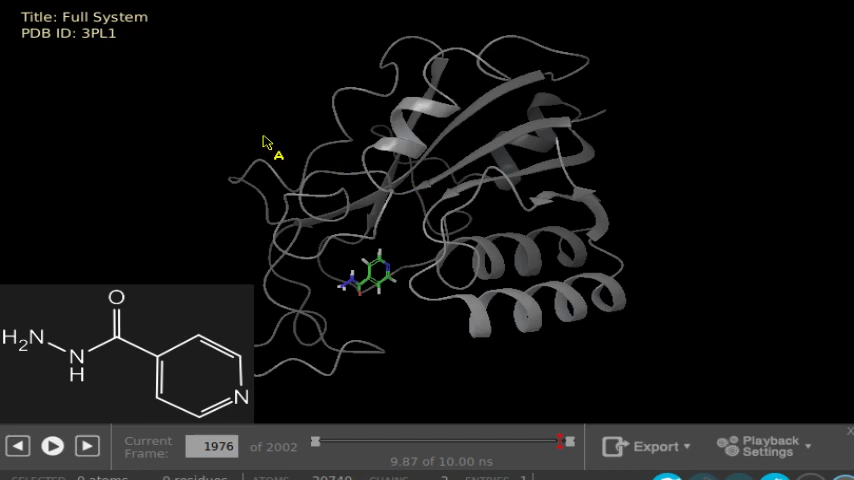 Title: Full System
PDB ID: 3PL1
A
O
H2N
N
H
N
Current
Frame:
1976
of 2002
9.87 of 10.00 ns
Export
Playback
Settings
X